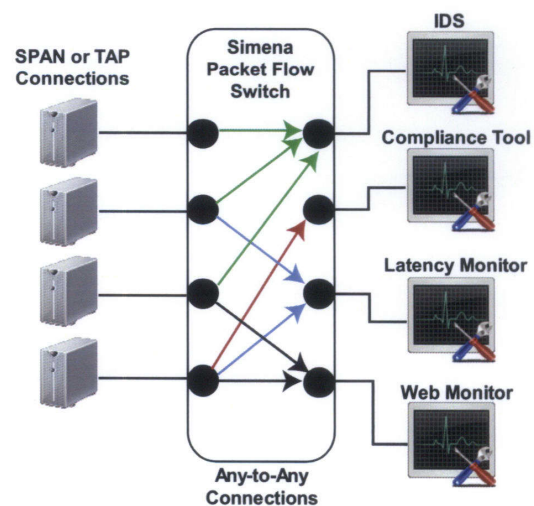 SPAN or TAP
Connections
Simena
Packet Flow
Switch
IDS
Compliance Tool
Latency Monitor
Web Monitor
Any-to-Any
Connections